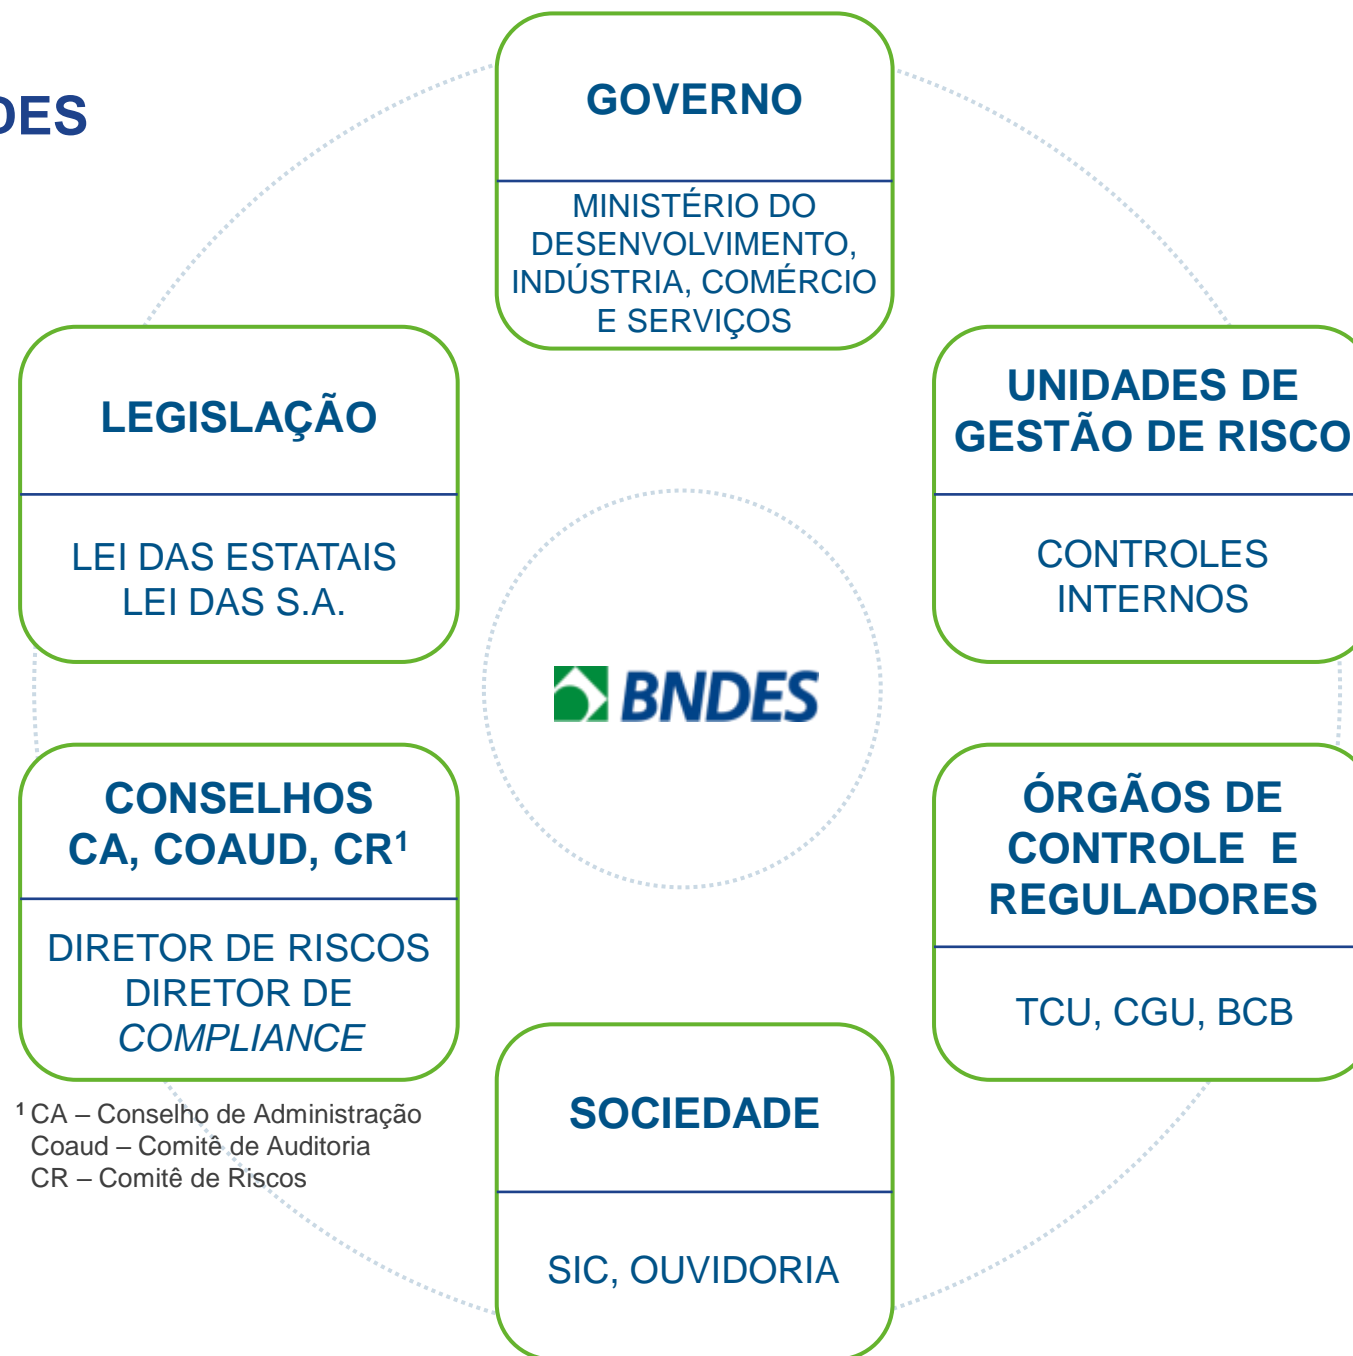 DES
GOVERNO
MINISTÉRIO DO
DESENVOLVIMENTO,
INDÚSTRIA, COMÉRCIO
E SERVIÇOS
LEGISLAÇÃO
LEI DAS ESTATAIS
LEI DAS S.A.
UNIDADES DE
GESTÃO DE RISCO
CONTROLES
INTERNOS
BNDES
CONSELHOS
CA, COAUD, CR¹
DIRETOR DE RISCOS
DIRETOR DE
COMPLIANCE
¹ CA – Conselho de Administração
Coaud – Comitê de Auditoria
CR – Comitê de Riscos
ÓRGÃOS DE
CONTROLE E
REGULADORES
TCU, CGU, BCB
SOCIEDADE
SIC, OUVIDORIA